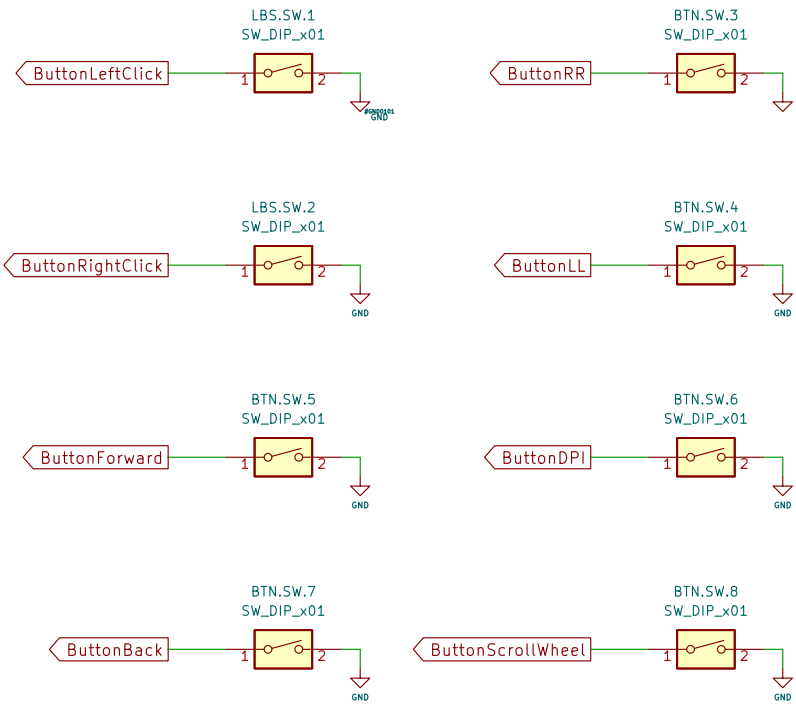 LBS.SW.1
SW_DIP_x01
ButtonLeftClick
1
2
#GND0101
GND
BTN.SW.3
SW_DIP_x01
ButtonRR
1
2
LBS.SW.2
SW_DIP_x01
ButtonRightClick
1
2
GND
BTN.SW.4
SW_DIP_x01
ButtonLL
1
2
GND
BTN.SW.5
SW_DIP_x01
ButtonForward
1
2
GND
BTN.SW.6
SW_DIP_x01
ButtonDPI
1
2
GND
BTN.SW.7
SW_DIP_x01
ButtonBack
1
2
GND
BTN.SW.8
SW_DIP_x01
ButtonScrollWheel
1
2
GND